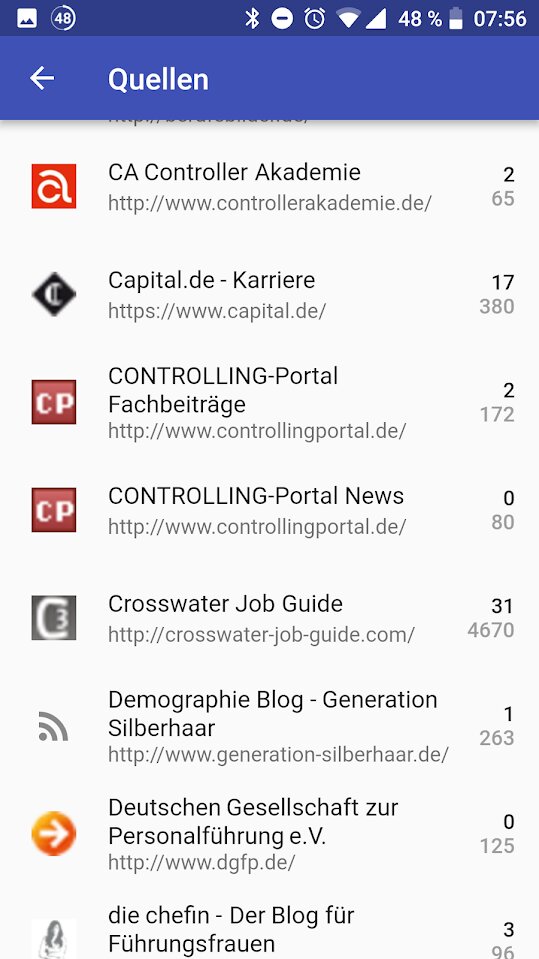 48
48 %
07:56
Quellen
CA Controller Akademie
2
http://www.controllerakademie.de/
65
Capital.de - Karriere
17
https://www.capital.de/
380
CONTROLLING-Portal
Fachbeiträge
2
http://www.controllingportal.de/
172
CP
CONTROLLING-Portal News
0
http://www.controllingportal.de/
80
CP
Crosswater Job Guide
31
http://crosswater-job-guide.com/
4670
C3
Demographie Blog - Generation
Silberhaar
1
http://www.generation-silberhaar.de/
263
Deutschen Gesellschaft zur
Personalführung e.V.
0
http://www.dgfp.de/
125
die chefin - Der Blog für
Führungsfrauen
3
96